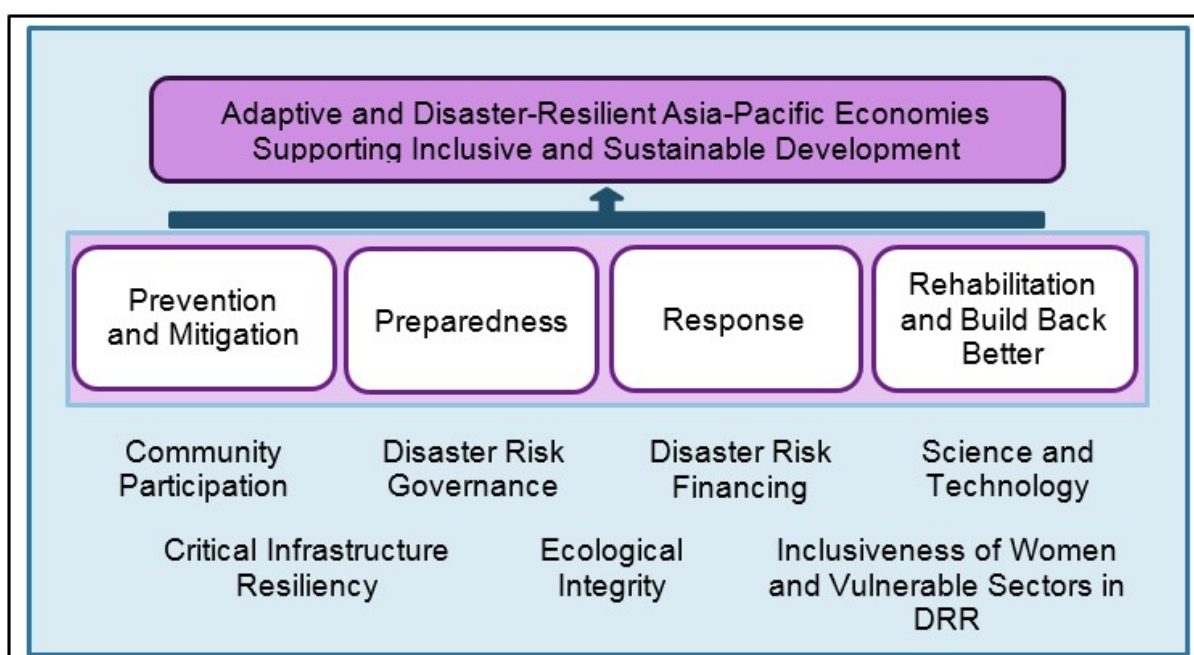 Adaptive and Disaster-Resilient Asia-Pacific Economies
Supporting Inclusive and Sustainable Development
Prevention
and Mitigation
Preparedness
Response
Rehabilitation
and Build Back
Better
Community
Participation
Disaster Risk
Governance
Disaster Risk
Financing
Science and
Technology
Critical Infrastructure
Resiliency
Ecological
Integrity
Inclusiveness of Women
and Vulnerable Sectors in
DRR